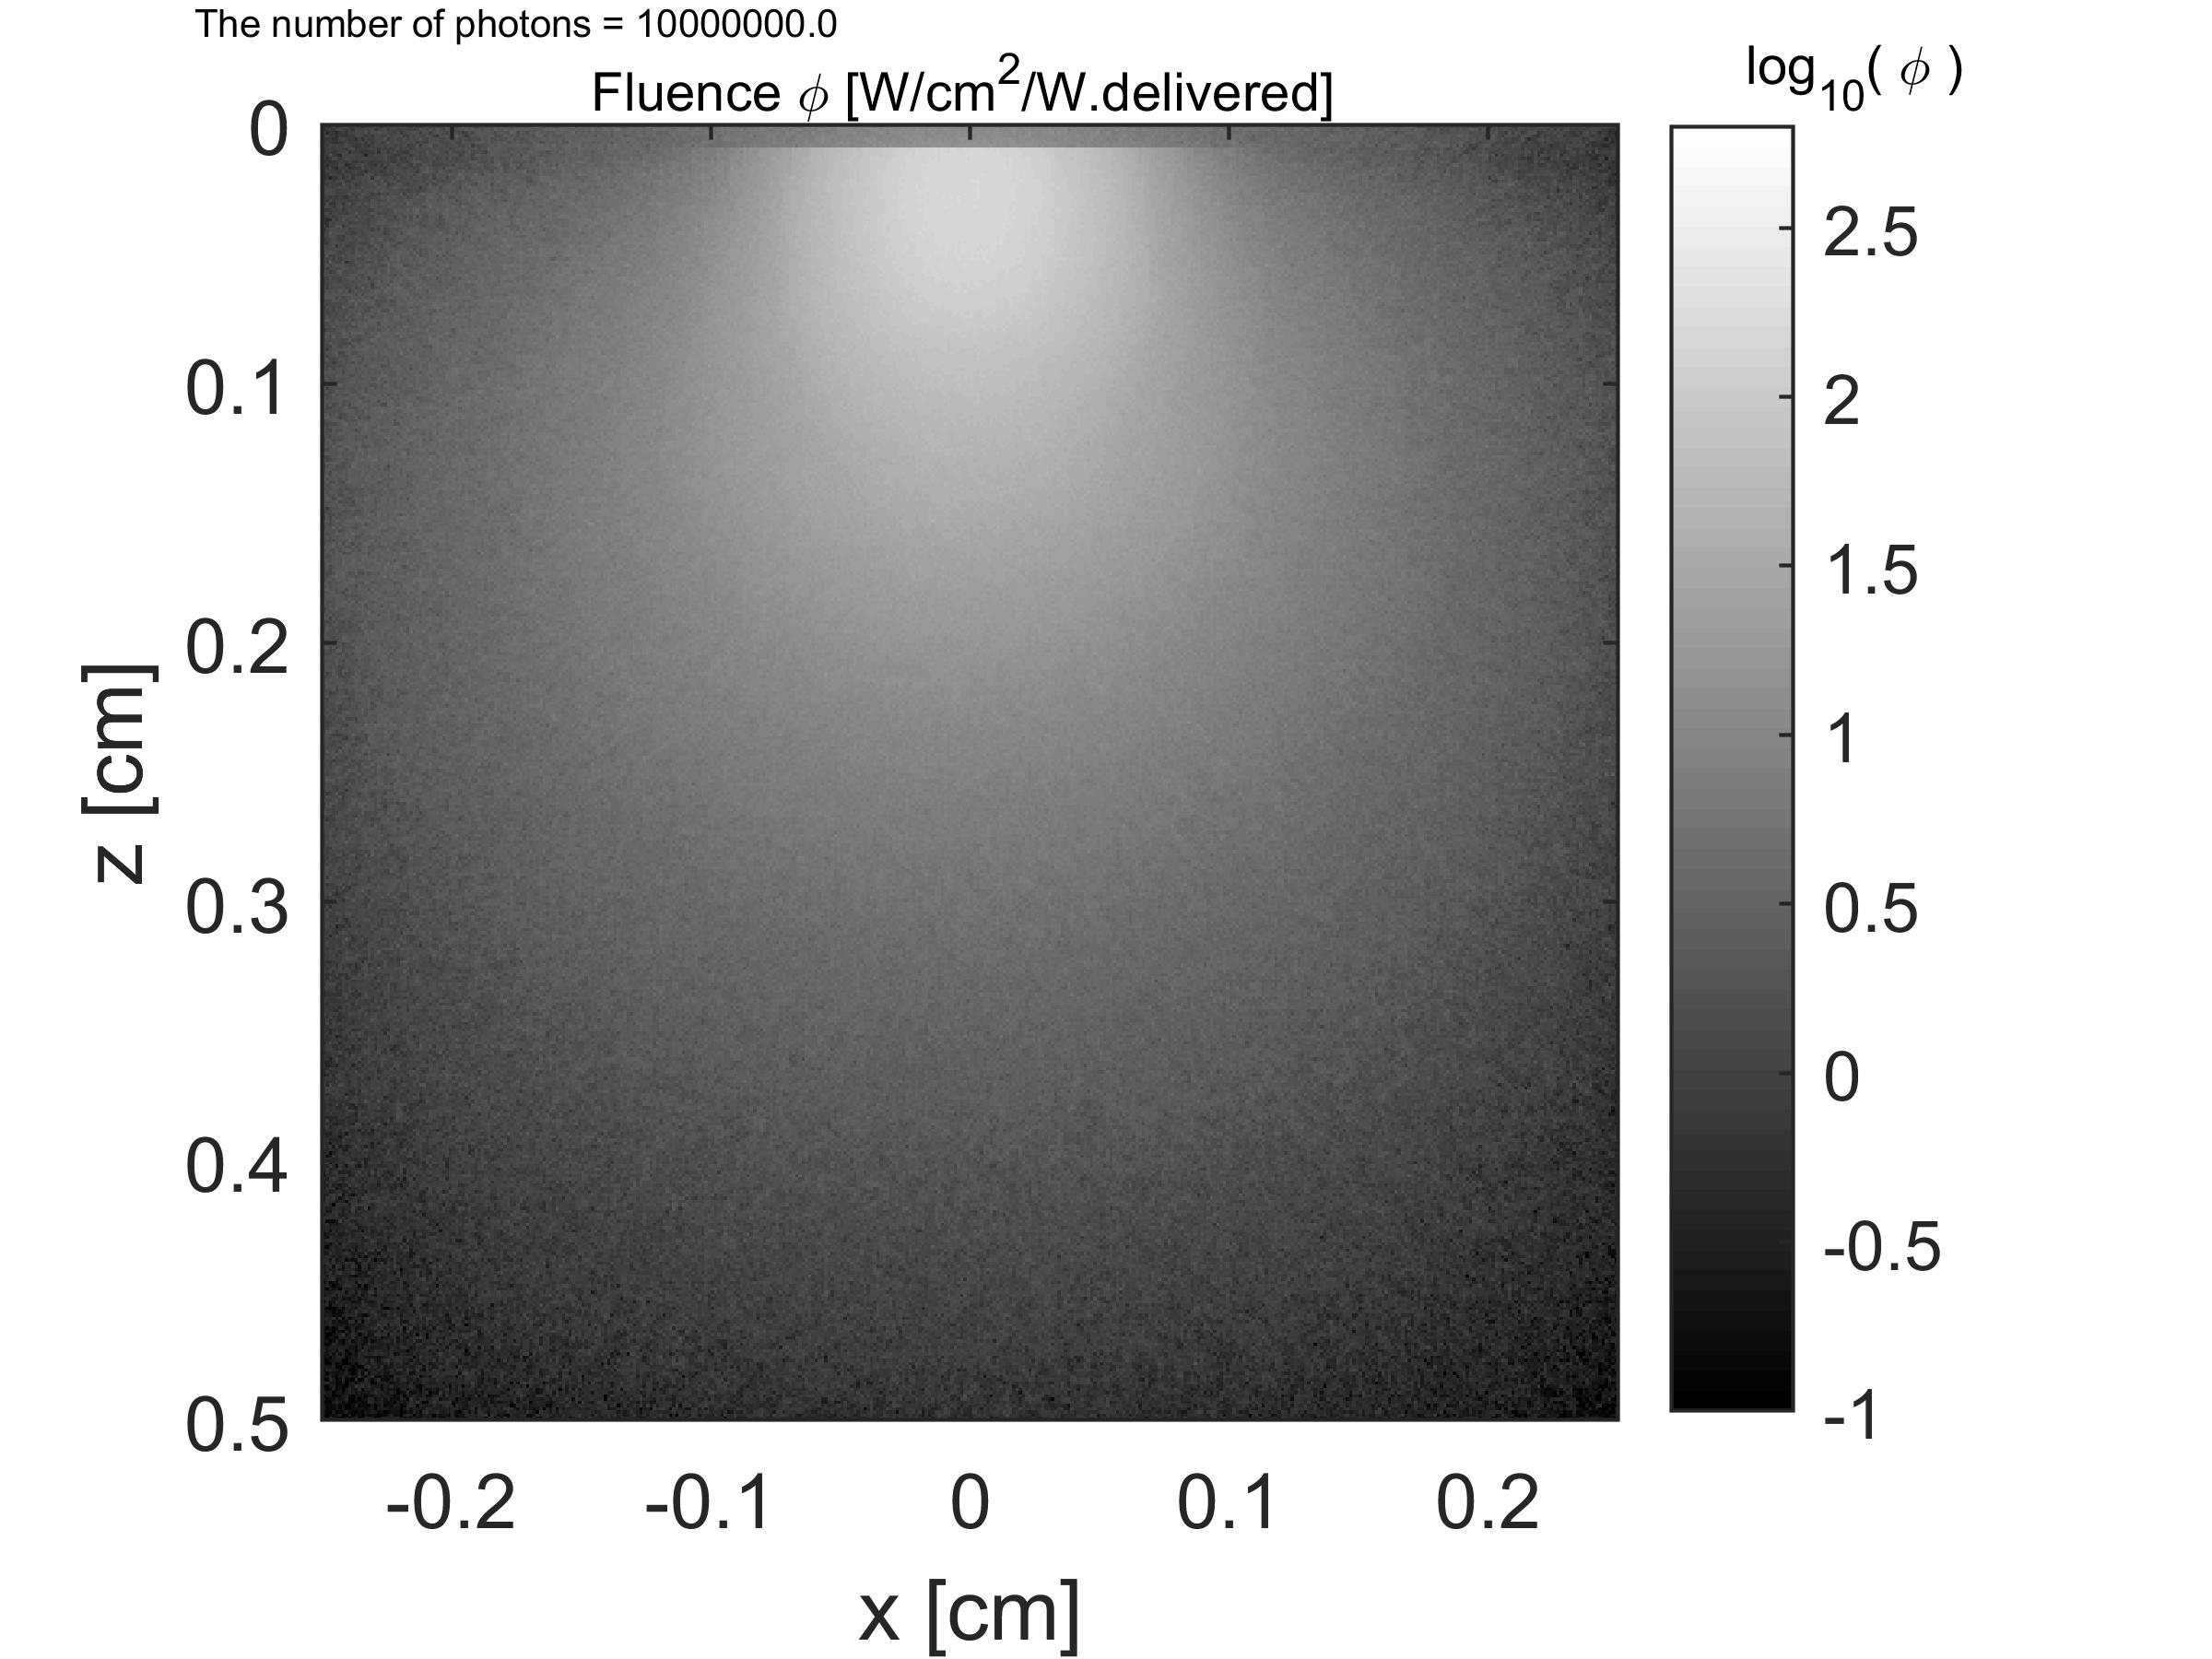 The number of photons = 10000000.0
Fluence ϕ [W/cm²/W.delivered]
log₁₀( ϕ )
0
0.1
0.2
0.3
0.4
0.5
z [cm]
-0.2 -0.1 0 0.1 0.2
x [cm]
2.5
2
1.5
1
0.5
0
-0.5
-1